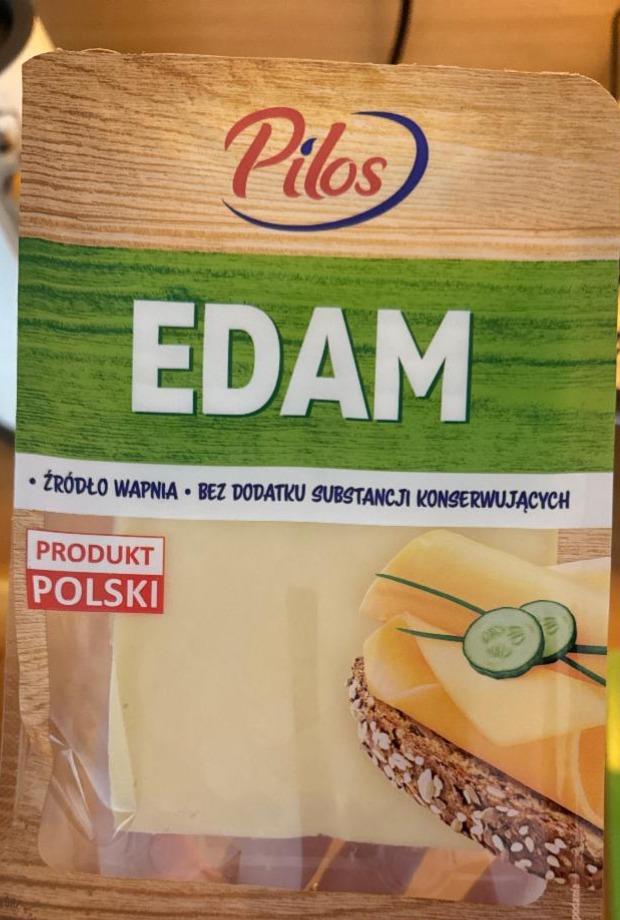 Pilos
EDAM
• ŹRÓDŁO WAPNIA • BEZ DODATKU SUBSTANCJI KONSERWUJĄCYCH
PRODUKT
POLSKI